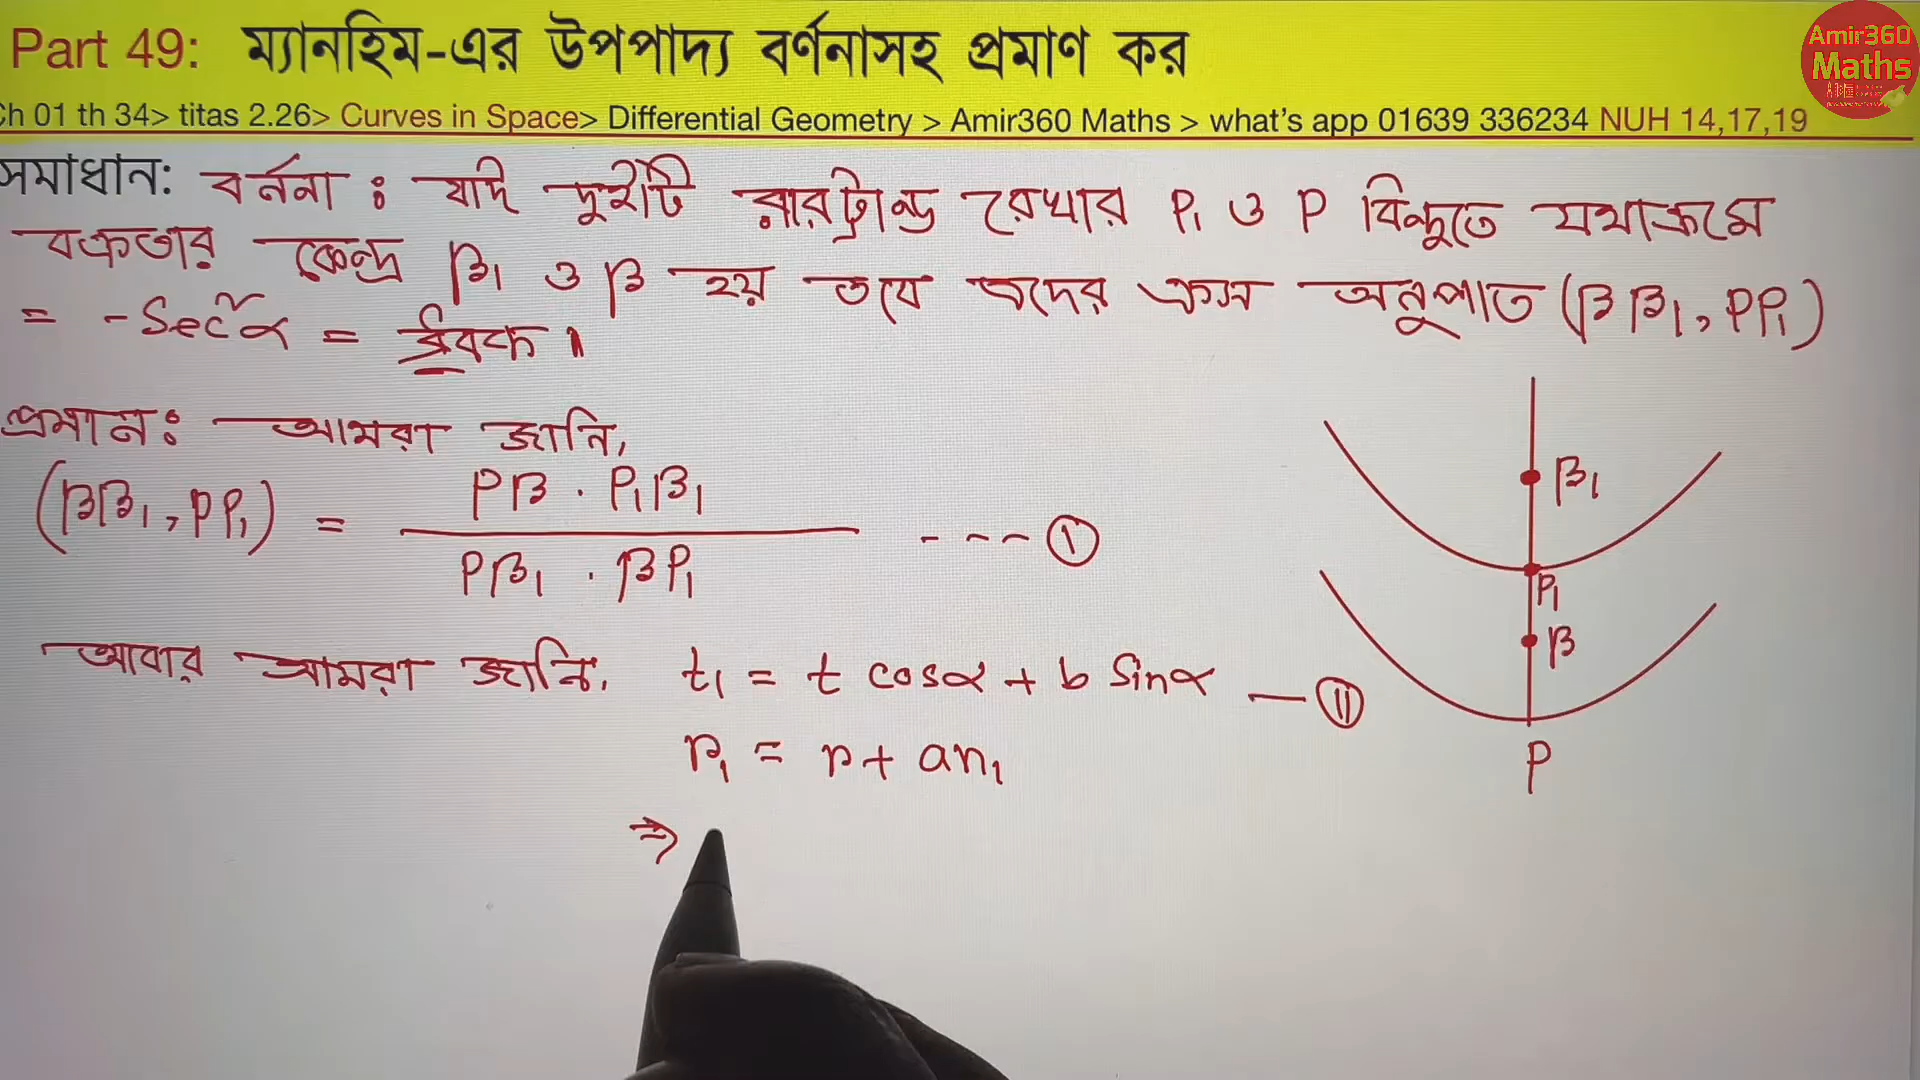 Part 49: ম্যানহিম-এর উপপাদ্য বর্ণনাসহ প্রমাণ কর
Amir360
Maths
Ch 01 th 34> titas 2.26> Curves in Space> Differential Geometry > Amir360 Maths > what's app 01639 336234 NUH 14,17,19
সমাধান: বর্ননা : যদি দুইটি বারট্রান্ড রেখার P₁ ও P বিন্দুতে যথাক্রমে
বক্রতার কেন্দ্র β₁ ও β হয় তবে এদের ক্রস অনুপাত (ββ₁, PP₁)
= -Sec²α = ধ্রুবক।
প্রমান: আমরা জানি,
(ββ₁, PP₁) = (Pβ · P₁β₁) / (Pβ₁ · βP₁) ---- ①
আবার আমরা জানি, t₁ = t cosα + b Sinα — ⑪
r₁ = r + an₁
⇒
β₁
P₁
β
P